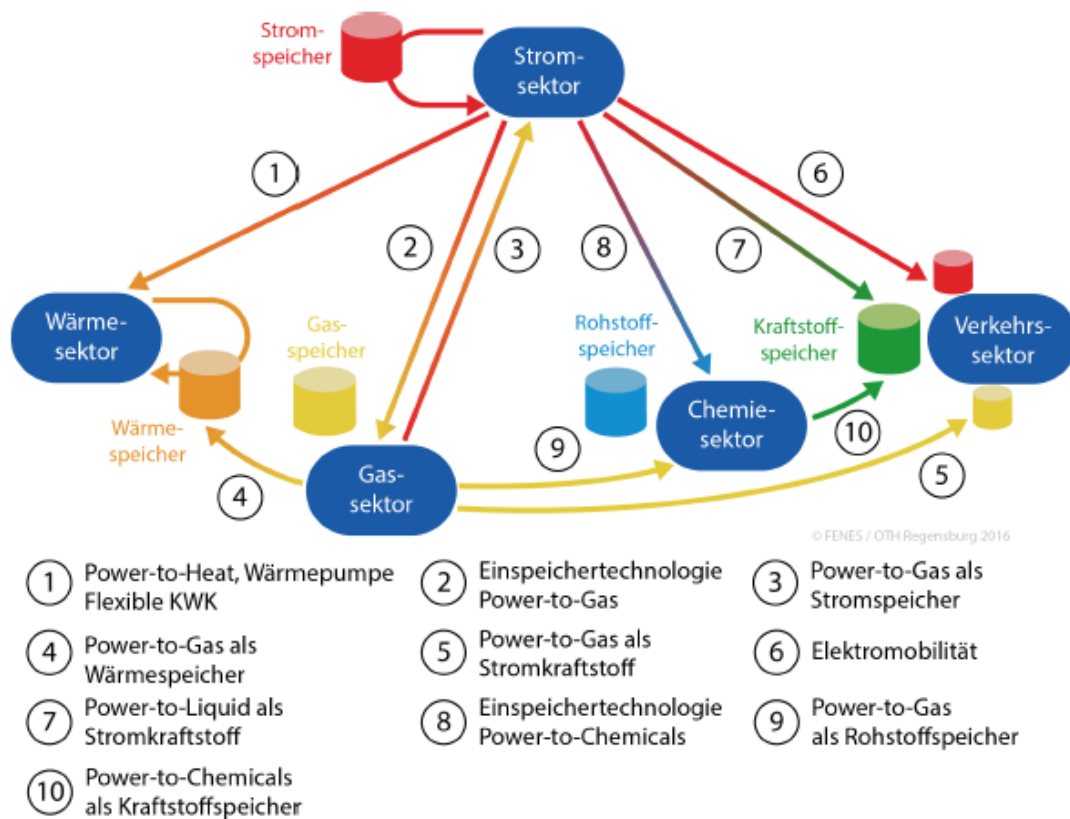 Strom-
speicher
Strom-
sektor
1
2
3
8
7
6
Wärme-
sektor
Gas-
speicher
Rohstoff-
speicher
Kraftstoff-
speicher
Verkehrs-
sektor
Wärme-
speicher
Chemie-
sektor
4
Gas-
sektor
9
10
5
© FENES / OTH Regensburg 2016
1 Power-to-Heat, Wärmepumpe
Flexible KWK
2 Einspeichertechnologie
Power-to-Gas
3 Power-to-Gas als
Stromspeicher
4 Power-to-Gas als
Wärmespeicher
5 Power-to-Gas als
Stromkraftstoff
6 Elektromobilität
7 Power-to-Liquid als
Stromkraftstoff
8 Einspeichertechnologie
Power-to-Chemicals
9 Power-to-Gas
als Rohstoffspeicher
10 Power-to-Chemicals
als Kraftstoffspeicher